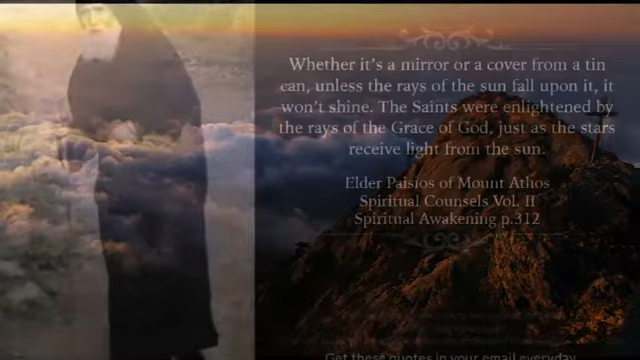 Whether it's a mirror or a cover from a tin
can, unless the rays of the sun fall upon it, it
won't shine. The Saints were enlightened by
the rays of the Grace of God, just as the stars
receive light from the sun.
Elder Paisios of Mount Athos
Spiritual Counsels Vol. II
Spiritual Awakening p.312
Get these quotes in your email everyday